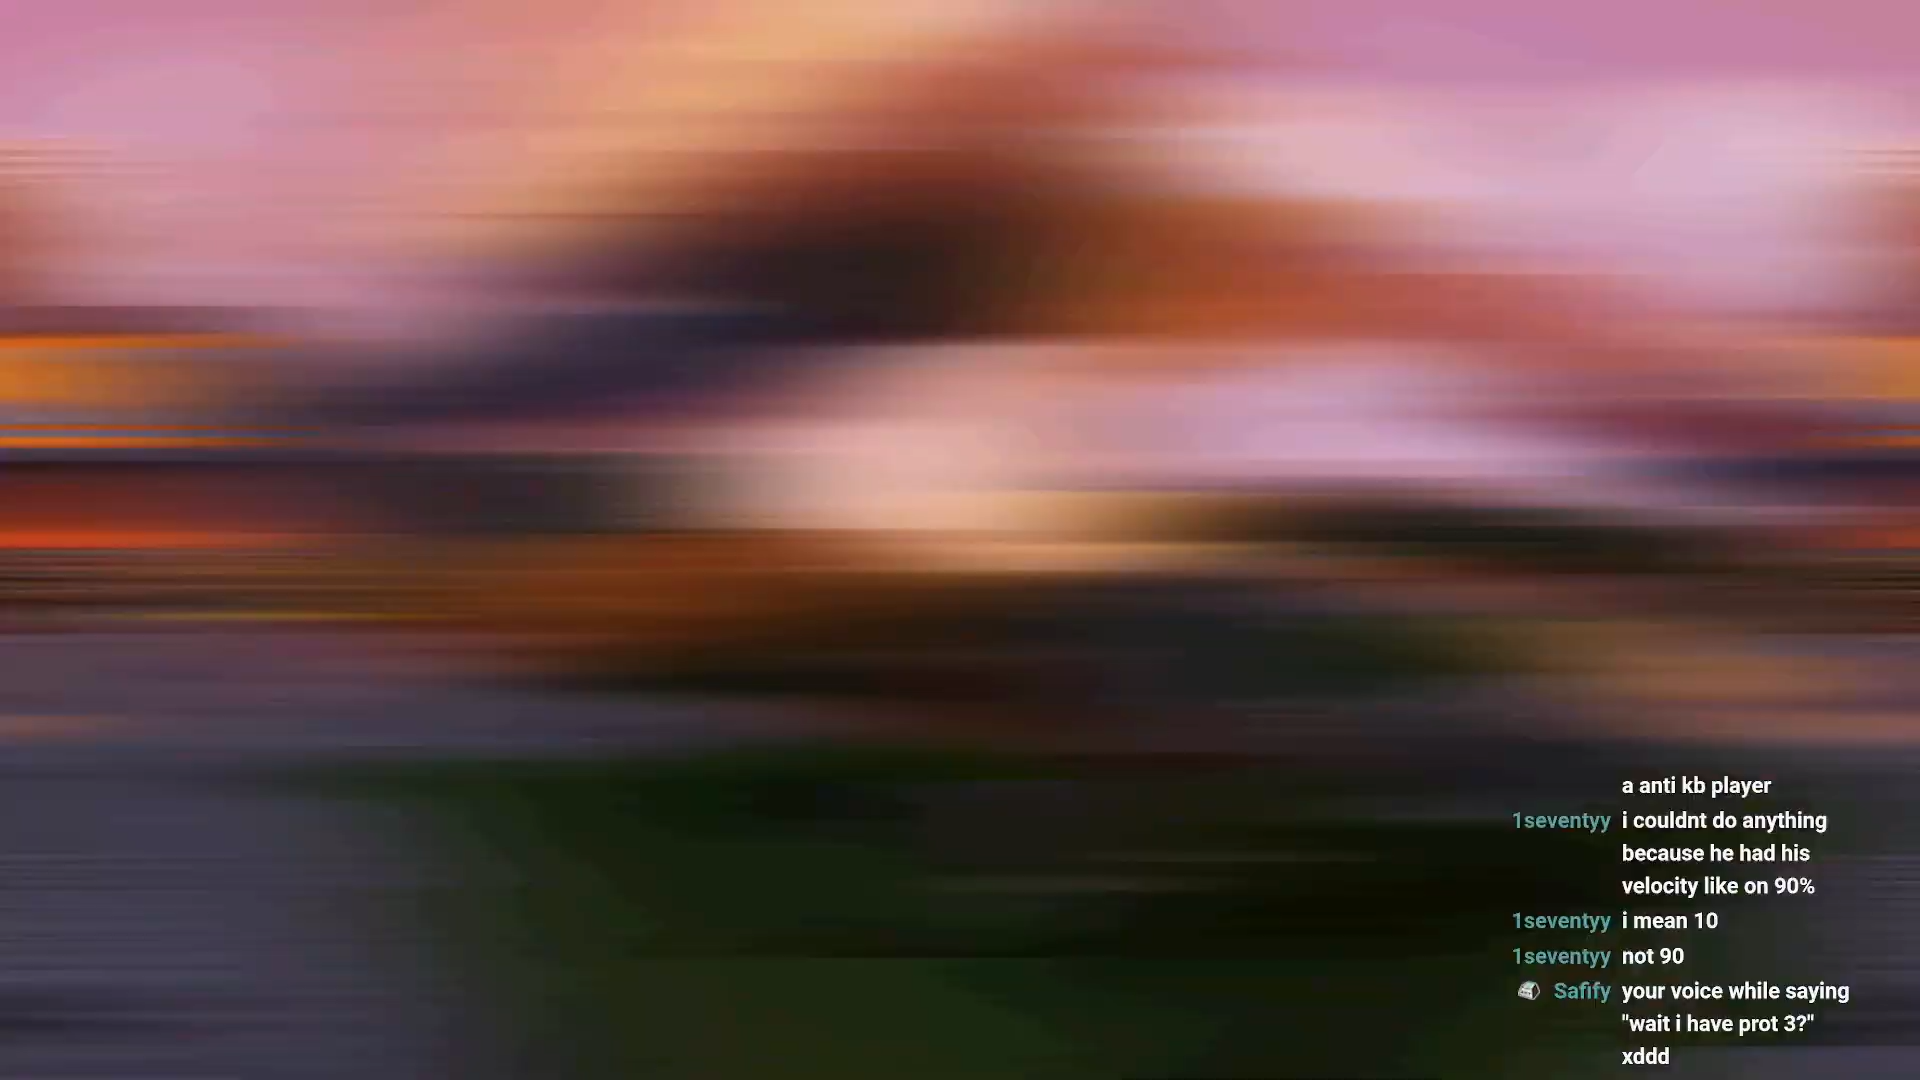 a anti kb player
1seventyy i couldnt do anything
because he had his
velocity like on 90%
1seventyy i mean 10
1seventyy not 90
Safify your voice while saying
"wait i have prot 3?"
xddd